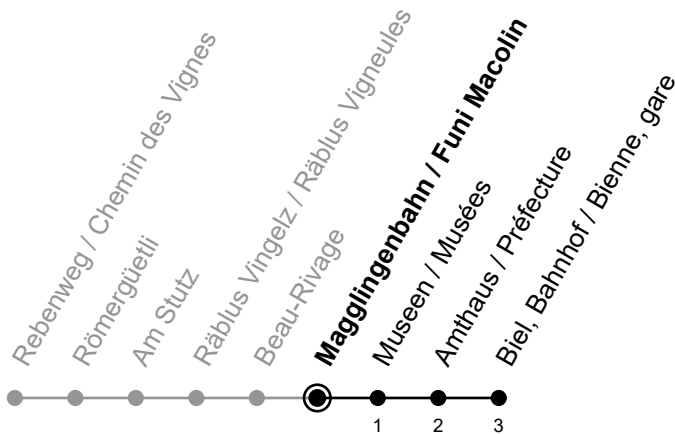 Rebenweg / Chemin des Vignes
Römergüetli
Am Stutz
Räblus Vingelz / Räblus Vigneules
Beau-Rivage
Magglingenbahn / Funi Macolin
Museen / Musées
Amthaus / Préfecture
Biel, Bahnhof / Bienne, gare
1
2
3